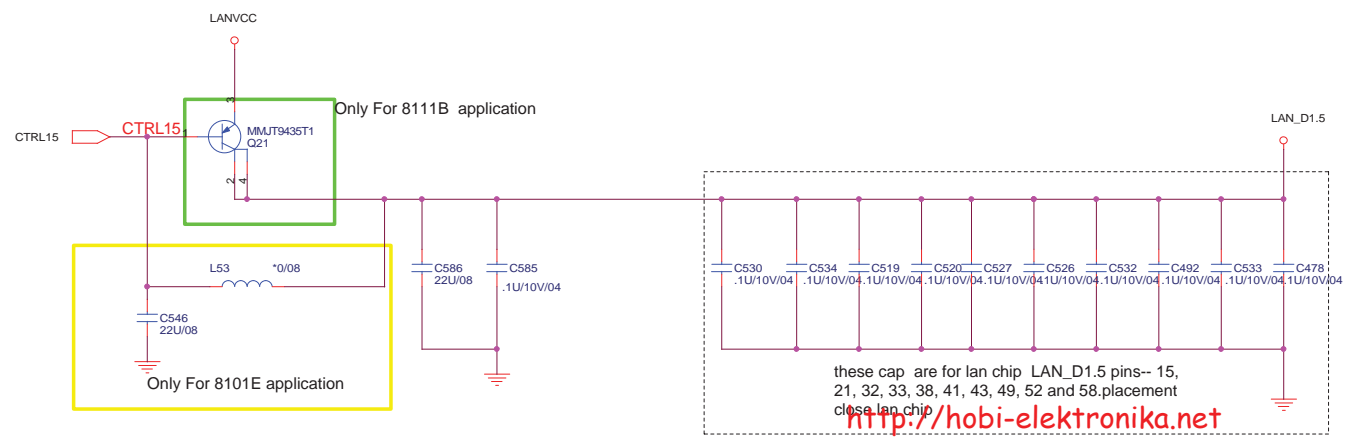 LANVCC
Only For 8111B application
CTRL15
CTRL15
1
3
MMJT9435T1
Q21
2
4
LAN_D1.5
L53
*0/08
C546
22U/08
Only For 8101E application
C586
22U/08
C585
.1U/10V/04
C530
.1U/10V/04
C534
.1U/10V/04
C519
.1U/10V/04
C520
.1U/10V/04
C527
.1U/10V/04
C526
.1U/10V/04
C532
.1U/10V/04
C492
.1U/10V/04
C533
.1U/10V/04
C478
.1U/10V/04
these cap are for lan chip LAN_D1.5 pins-- 15,
21, 32, 33, 38, 41, 43, 49, 52 and 58.placement
close lan chip
http://hobi-elektronika.net